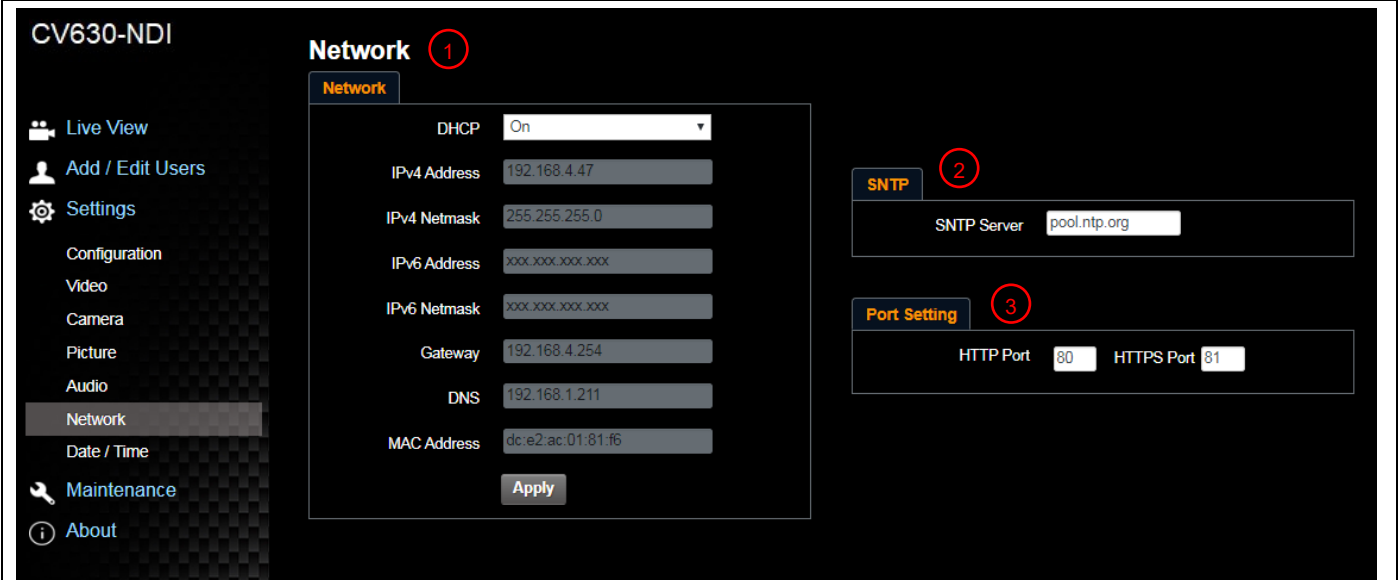 CV630-NDI
Live View
Add / Edit Users
Settings
Configuration
Video
Camera
Picture
Audio
Network
Date / Time
Maintenance
About
Network 1
Network
DHCP On
IPv4 Address 192.168.4.47
IPv4 Netmask 255.255.255.0
IPv6 Address xxx.xxx.xxx.xxx
IPv6 Netmask xxx.xxx.xxx.xxx
Gateway 192.168.4.254
DNS 192.168.1.211
MAC Address dc:e2:ac:01:81:f6
Apply
SNTP 2
SNTP Server pool.ntp.org
Port Setting 3
HTTP Port 80 HTTPS Port 81